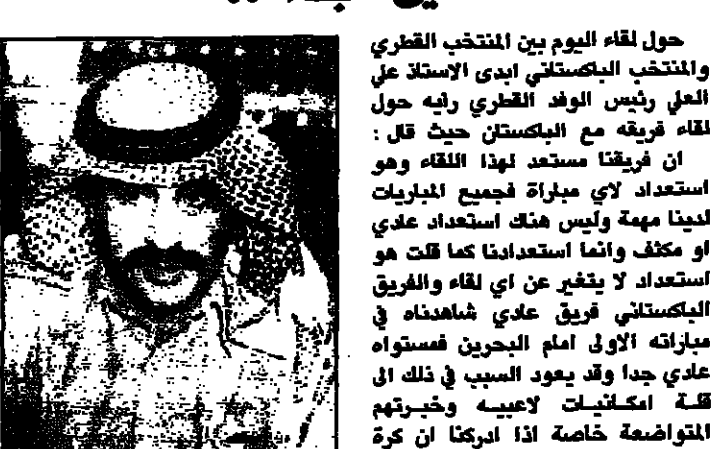 حول لقاء اليوم بين المنتخب القطري
والمنتخب الباكستاني ابدى الاستاذ علي
العلي رئيس الوفد القطري رايه حول
لقاء فريقه مع الباكستان حيث قال :
ان فريقنا مستعد لهذا اللقاء وهو
استعداد لاي مباراة فجميع المباريات
لدينا مهمة وليس هناك استعداد عادي
او مكثف وانما استعدادنا كما قلت هو
استعداد لا يتغير عن اي لقاء والفريق
الباكستاني فريق عادي شاهدناه في
مباراته الاولى امام البحرين فمستواه
عادي جدا وقد يعود السبب في ذلك الى
قلة امكانيات لاعبيه وخبرتهم
المتواضعة خاصة اذا ادركنا ان كرة